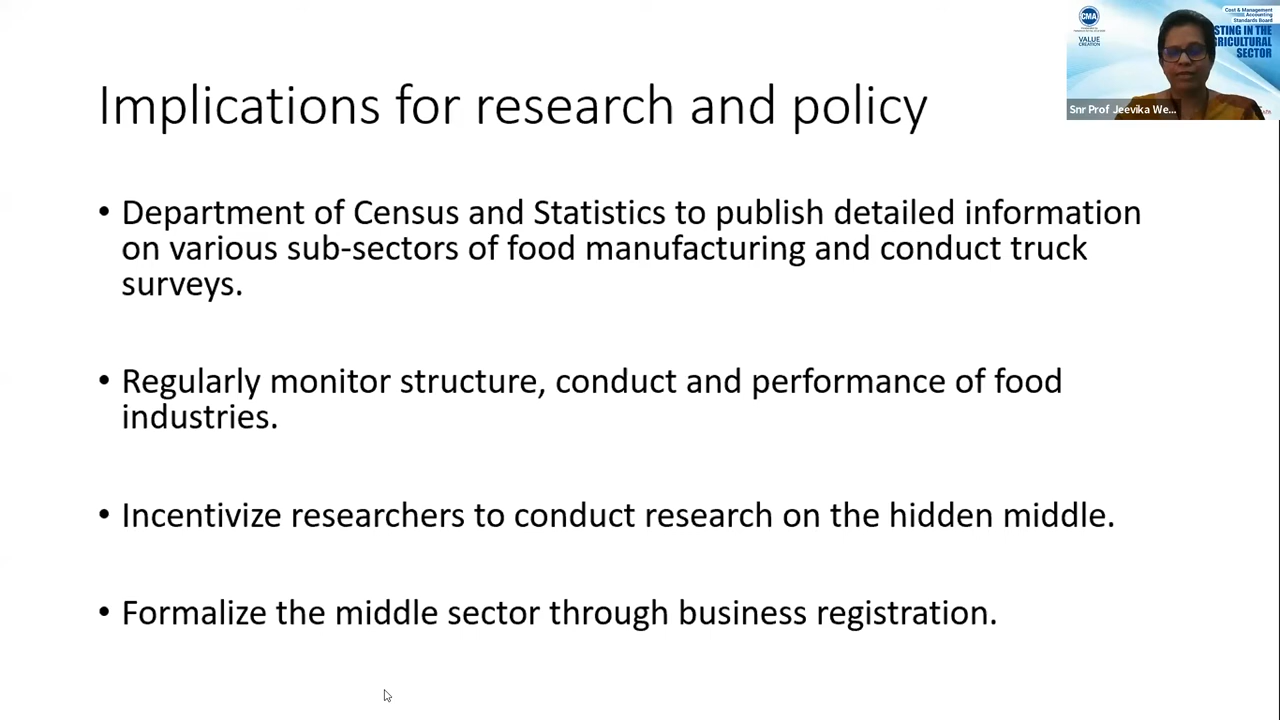 Implications for research and policy
• Department of Census and Statistics to publish detailed information
on various sub-sectors of food manufacturing and conduct truck
surveys.
• Regularly monitor structure, conduct and performance of food
industries.
• Incentivize researchers to conduct research on the hidden middle.
• Formalize the middle sector through business registration.
CMA
VALUE
CREATION
Cost & Management
Accounting
Standards Board
STING IN THE
GRICULTURAL
SECTOR
Snr Prof Jeevika We...